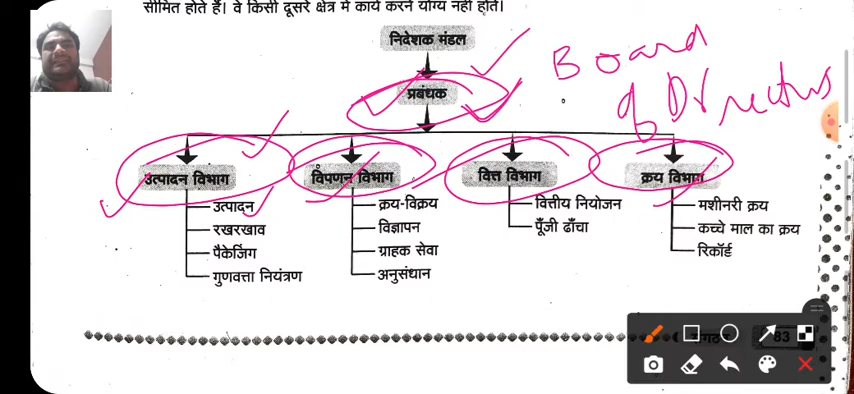 सीमित होते हैं। वे किसी दूसरे क्षेत्र में कार्य करने योग्य नहीं होते।
निदेशक मंडल
Board
of Directors
प्रबंधक
उत्पादन विभाग
उत्पादन
रखरखाव
पैकेजिंग
गुणवत्ता नियंत्रण
विपणन विभाग
क्रय-विक्रय
विज्ञापन
ग्राहक सेवा
अनुसंधान
वित्त विभाग
वित्तीय नियोजन
पूँजी ढाँचा
क्रय विभाग
मशीनरी क्रय
कच्चे माल का क्रय
रिकॉर्ड
83